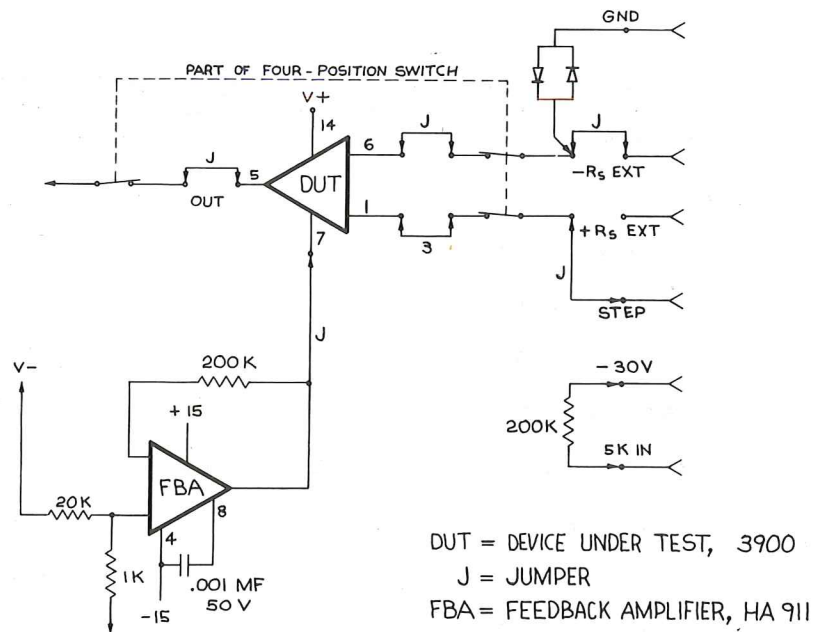 GND
PART OF FOUR-POSITION SWITCH
V+
14
J
6
J
J
5
DUT
OUT
-Rs EXT
1
7
3
+Rs EXT
J
STEP
J
200K
V-
-30V
+15
200K
5K IN
FBA
20K
8
4
1K
.001 MF
50 V
-15
DUT = DEVICE UNDER TEST, 3900
J = JUMPER
FBA = FEEDBACK AMPLIFIER, HA 911